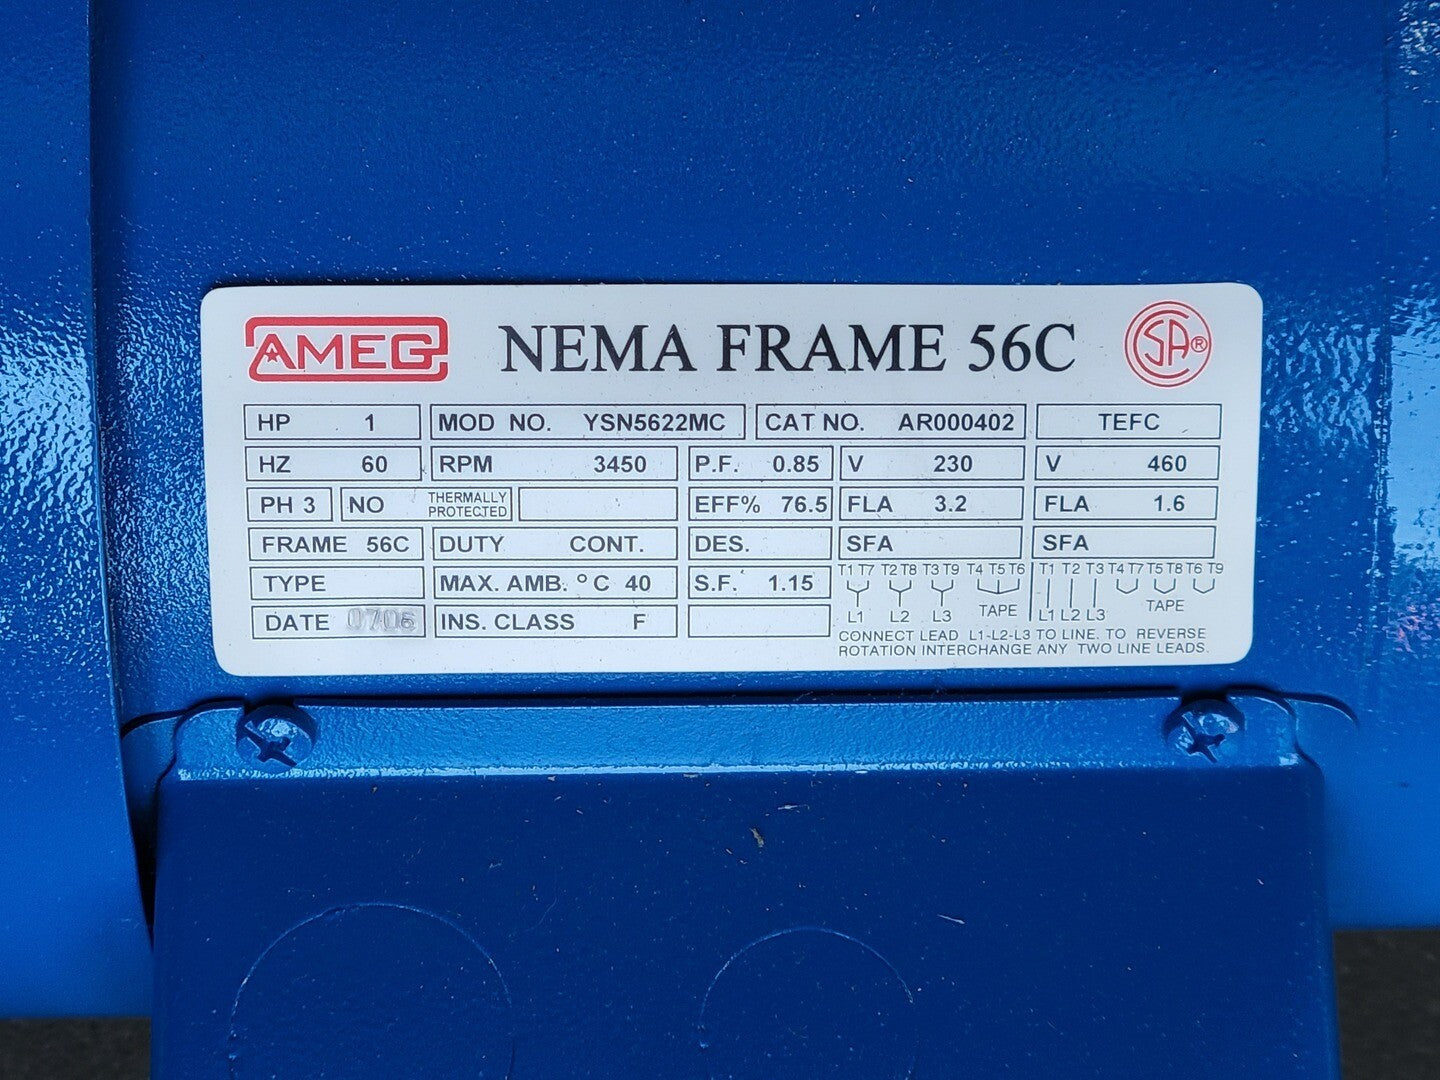 AMEG NEMA FRAME 56C CSA®
HP 1 MOD NO. YSN5622MC CAT NO. AR000402 TEFC
HZ 60 RPM 3450 P.F. 0.85 V 230 V 460
PH 3 NO THERMALLY PROTECTED EFF% 76.5 FLA 3.2 FLA 1.6
FRAME 56C DUTY CONT. DES. SFA SFA
TYPE MAX. AMB. °C 40 S.F. 1.15
T1 T7 T2 T8 T3 T9 T4 T5 T6 T1 T2 T3 T4 T7 T5 T8 T6 T9
L1 L2 L3 TAPE L1 L2 L3 TAPE
DATE 0706 INS. CLASS F
CONNECT LEAD L1-L2-L3 TO LINE. TO REVERSE
ROTATION INTERCHANGE ANY TWO LINE LEADS.